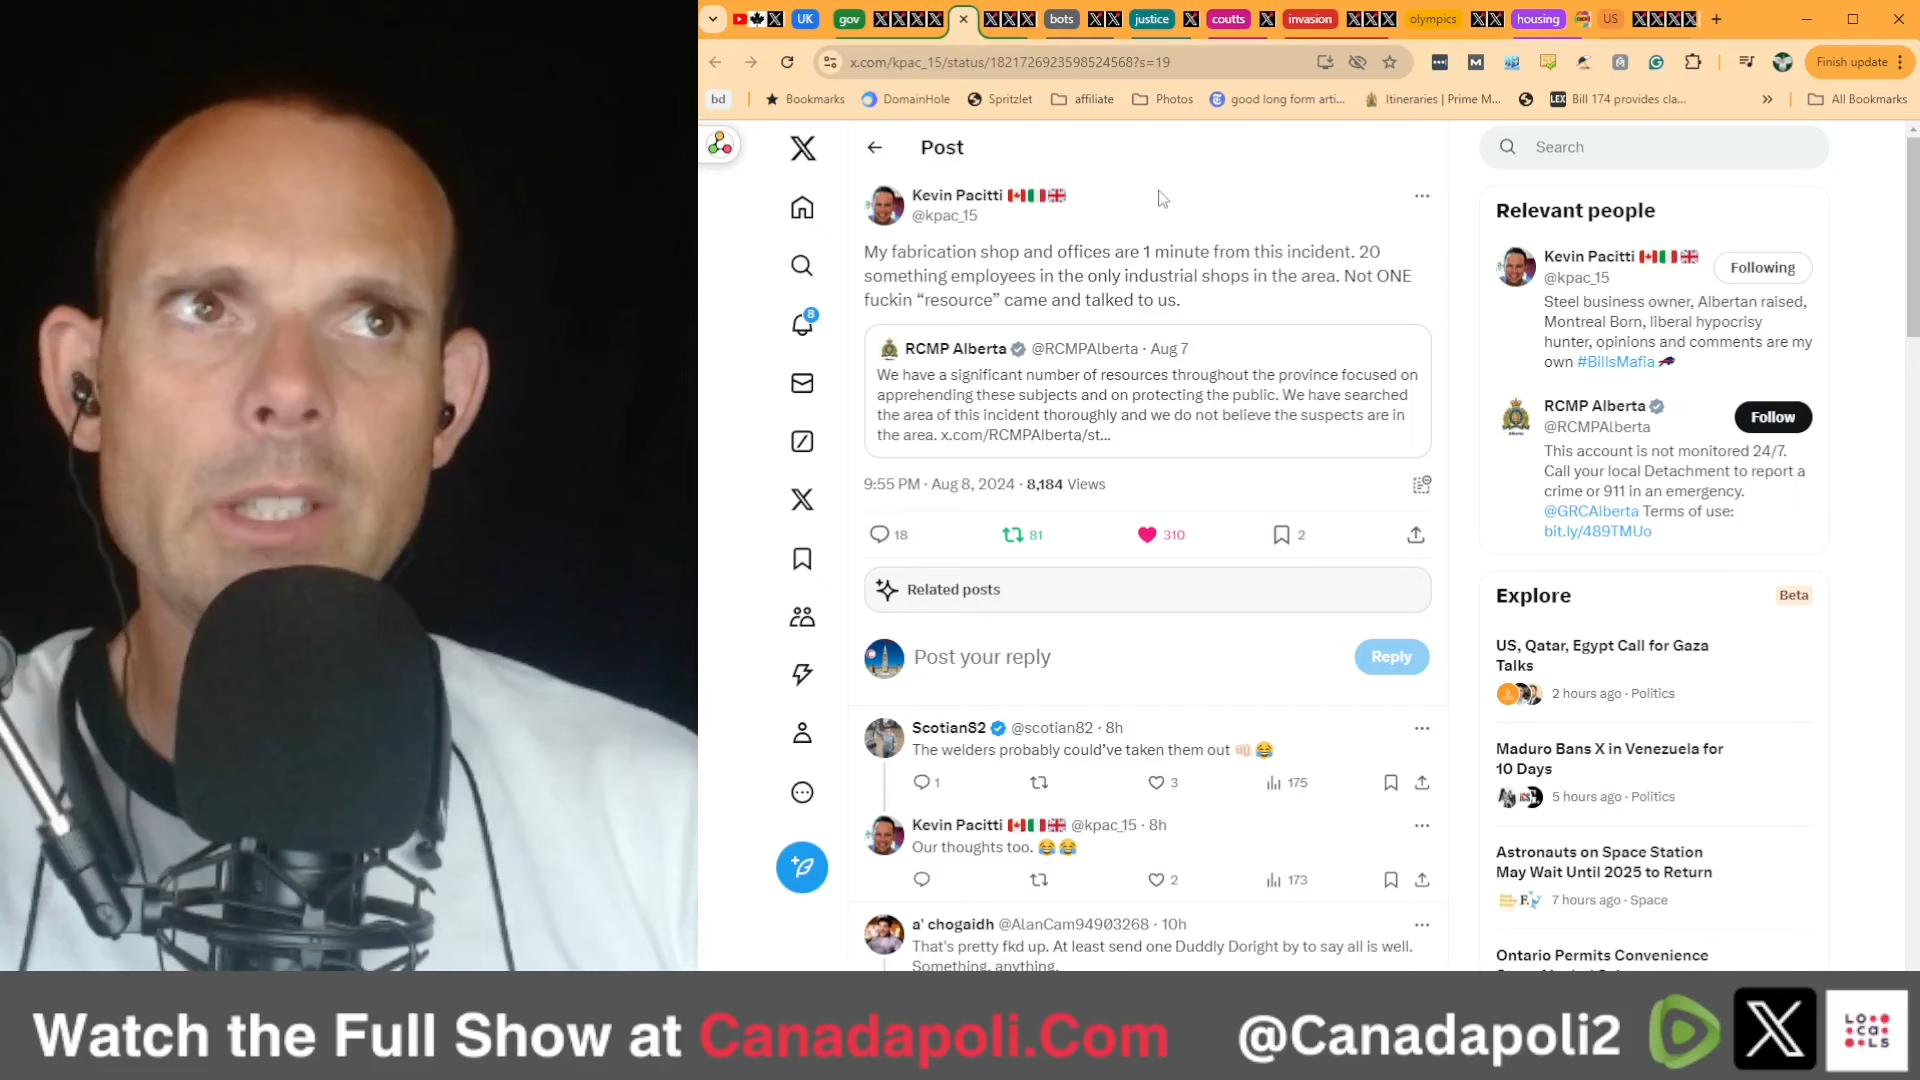 UK
gov
bots
justice
coutts
invasion
olympics
housing
US
x.com/kpac_15/status/1821726923598524568?s=19
Finish update
bd
Bookmarks
DomainHole
Spritzlet
affiliate
Photos
good long form arti...
Itineraries | Prime M...
LEX
Bill 174 provides cla...
All Bookmarks
Post
Search
Kevin Pacitti
@kpac_15
My fabrication shop and offices are 1 minute from this incident. 20
something employees in the only industrial shops in the area. Not ONE
fuckin “resource” came and talked to us.
RCMP Alberta @RCMPAlberta · Aug 7
We have a significant number of resources throughout the province focused on
apprehending these subjects and on protecting the public. We have searched
the area of this incident thoroughly and we do not believe the suspects are in
the area. x.com/RCMPAlberta/st...
9:55 PM · Aug 8, 2024 · 8,184 Views
18
81
310
2
Related posts
Post your reply
Reply
Scotian82 @scotian82 · 8h
The welders probably could’ve taken them out 👊🏻 😂
1
3
175
Kevin Pacitti @kpac_15 · 8h
Our thoughts too. 😂😂
2
173
a' chogaidh @AlanCam94903268 · 10h
That's pretty fkd up. At least send one Duddly Doright by to say all is well.
Something, anything.
8
Relevant people
Kevin Pacitti
@kpac_15
Following
Steel business owner, Albertan raised,
Montreal Born, liberal hypocrisy
hunter, opinions and comments are my
own #BillsMafia
RCMP Alberta
@RCMPAlberta
Follow
This account is not monitored 24/7.
Call your local Detachment to report a
crime or 911 in an emergency.
@GRCAlberta Terms of use:
bit.ly/489TMUo
Explore
Beta
US, Qatar, Egypt Call for Gaza
Talks
2 hours ago · Politics
Maduro Bans X in Venezuela for
10 Days
5 hours ago · Politics
Astronauts on Space Station
May Wait Until 2025 to Return
7 hours ago · Space
Ontario Permits Convenience
Watch the Full Show at Canadapoli.Com
@Canadapoli2
LO
CA
LS